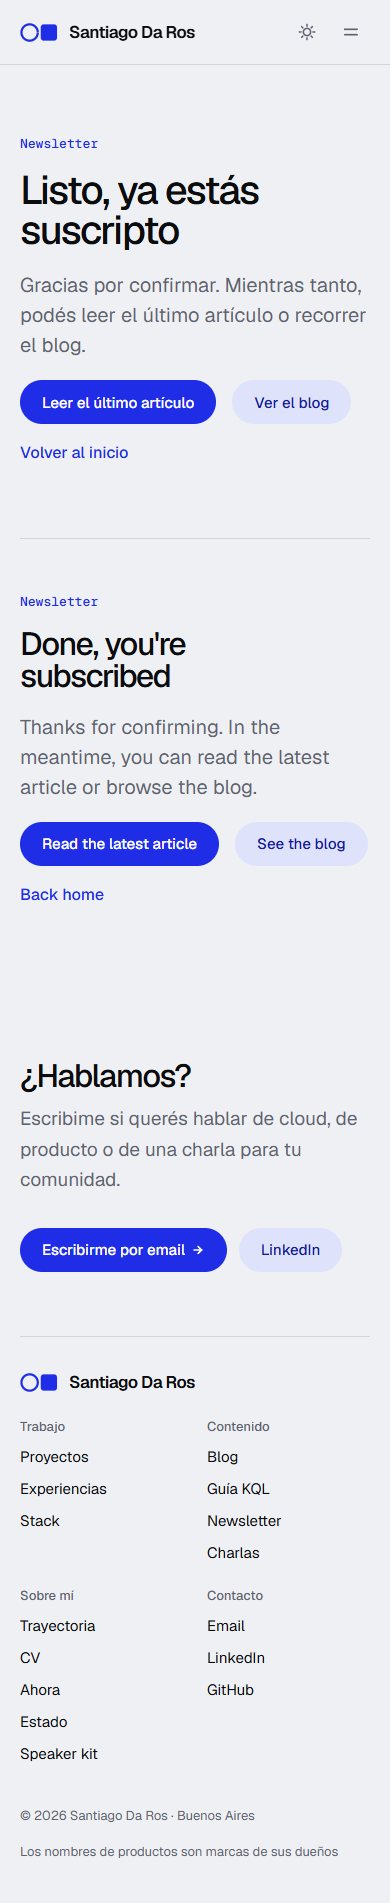 Santiago Da Ros
Newsletter
Listo, ya estás
suscripto
Gracias por confirmar. Mientras tanto,
podés leer el último artículo o recorrer
el blog.
Leer el último artículo
Ver el blog
Volver al inicio
Newsletter
Done, you're
subscribed
Thanks for confirming. In the
meantime, you can read the latest
article or browse the blog.
Read the latest article
See the blog
Back home
¿Hablamos?
Escribime si querés hablar de cloud, de
producto o de una charla para tu
comunidad.
Escribirme por email →
LinkedIn
Santiago Da Ros
Trabajo
Proyectos
Experiencias
Stack
Contenido
Blog
Guía KQL
Newsletter
Charlas
Sobre mí
Trayectoria
CV
Ahora
Estado
Speaker kit
Contacto
Email
LinkedIn
GitHub
© 2026 Santiago Da Ros · Buenos Aires
Los nombres de productos son marcas de sus dueños